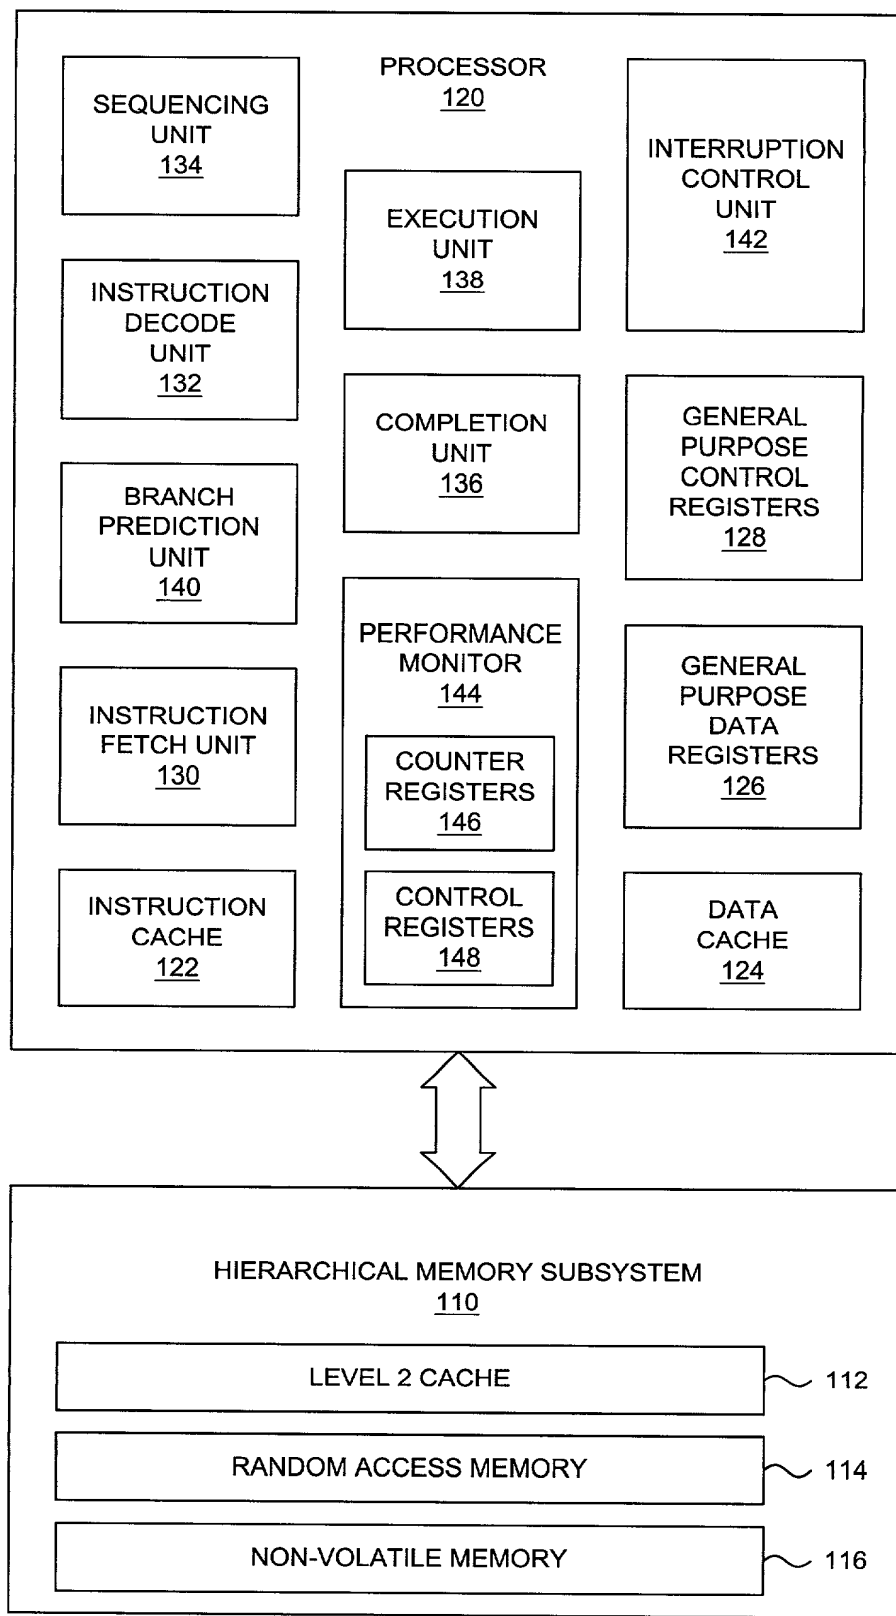 PROCESSOR
120
SEQUENCING
UNIT
134
INSTRUCTION
DECODE
UNIT
132
BRANCH
PREDICTION
UNIT
140
INSTRUCTION
FETCH UNIT
130
INSTRUCTION
CACHE
122
EXECUTION
UNIT
138
COMPLETION
UNIT
136
PERFORMANCE
MONITOR
144
COUNTER
REGISTERS
146
CONTROL
REGISTERS
148
INTERRUPTION
CONTROL
UNIT
142
GENERAL
PURPOSE
CONTROL
REGISTERS
128
GENERAL
PURPOSE
DATA
REGISTERS
126
DATA
CACHE
124
HIERARCHICAL MEMORY SUBSYSTEM
110
LEVEL 2 CACHE
112
RANDOM ACCESS MEMORY
114
NON-VOLATILE MEMORY
116